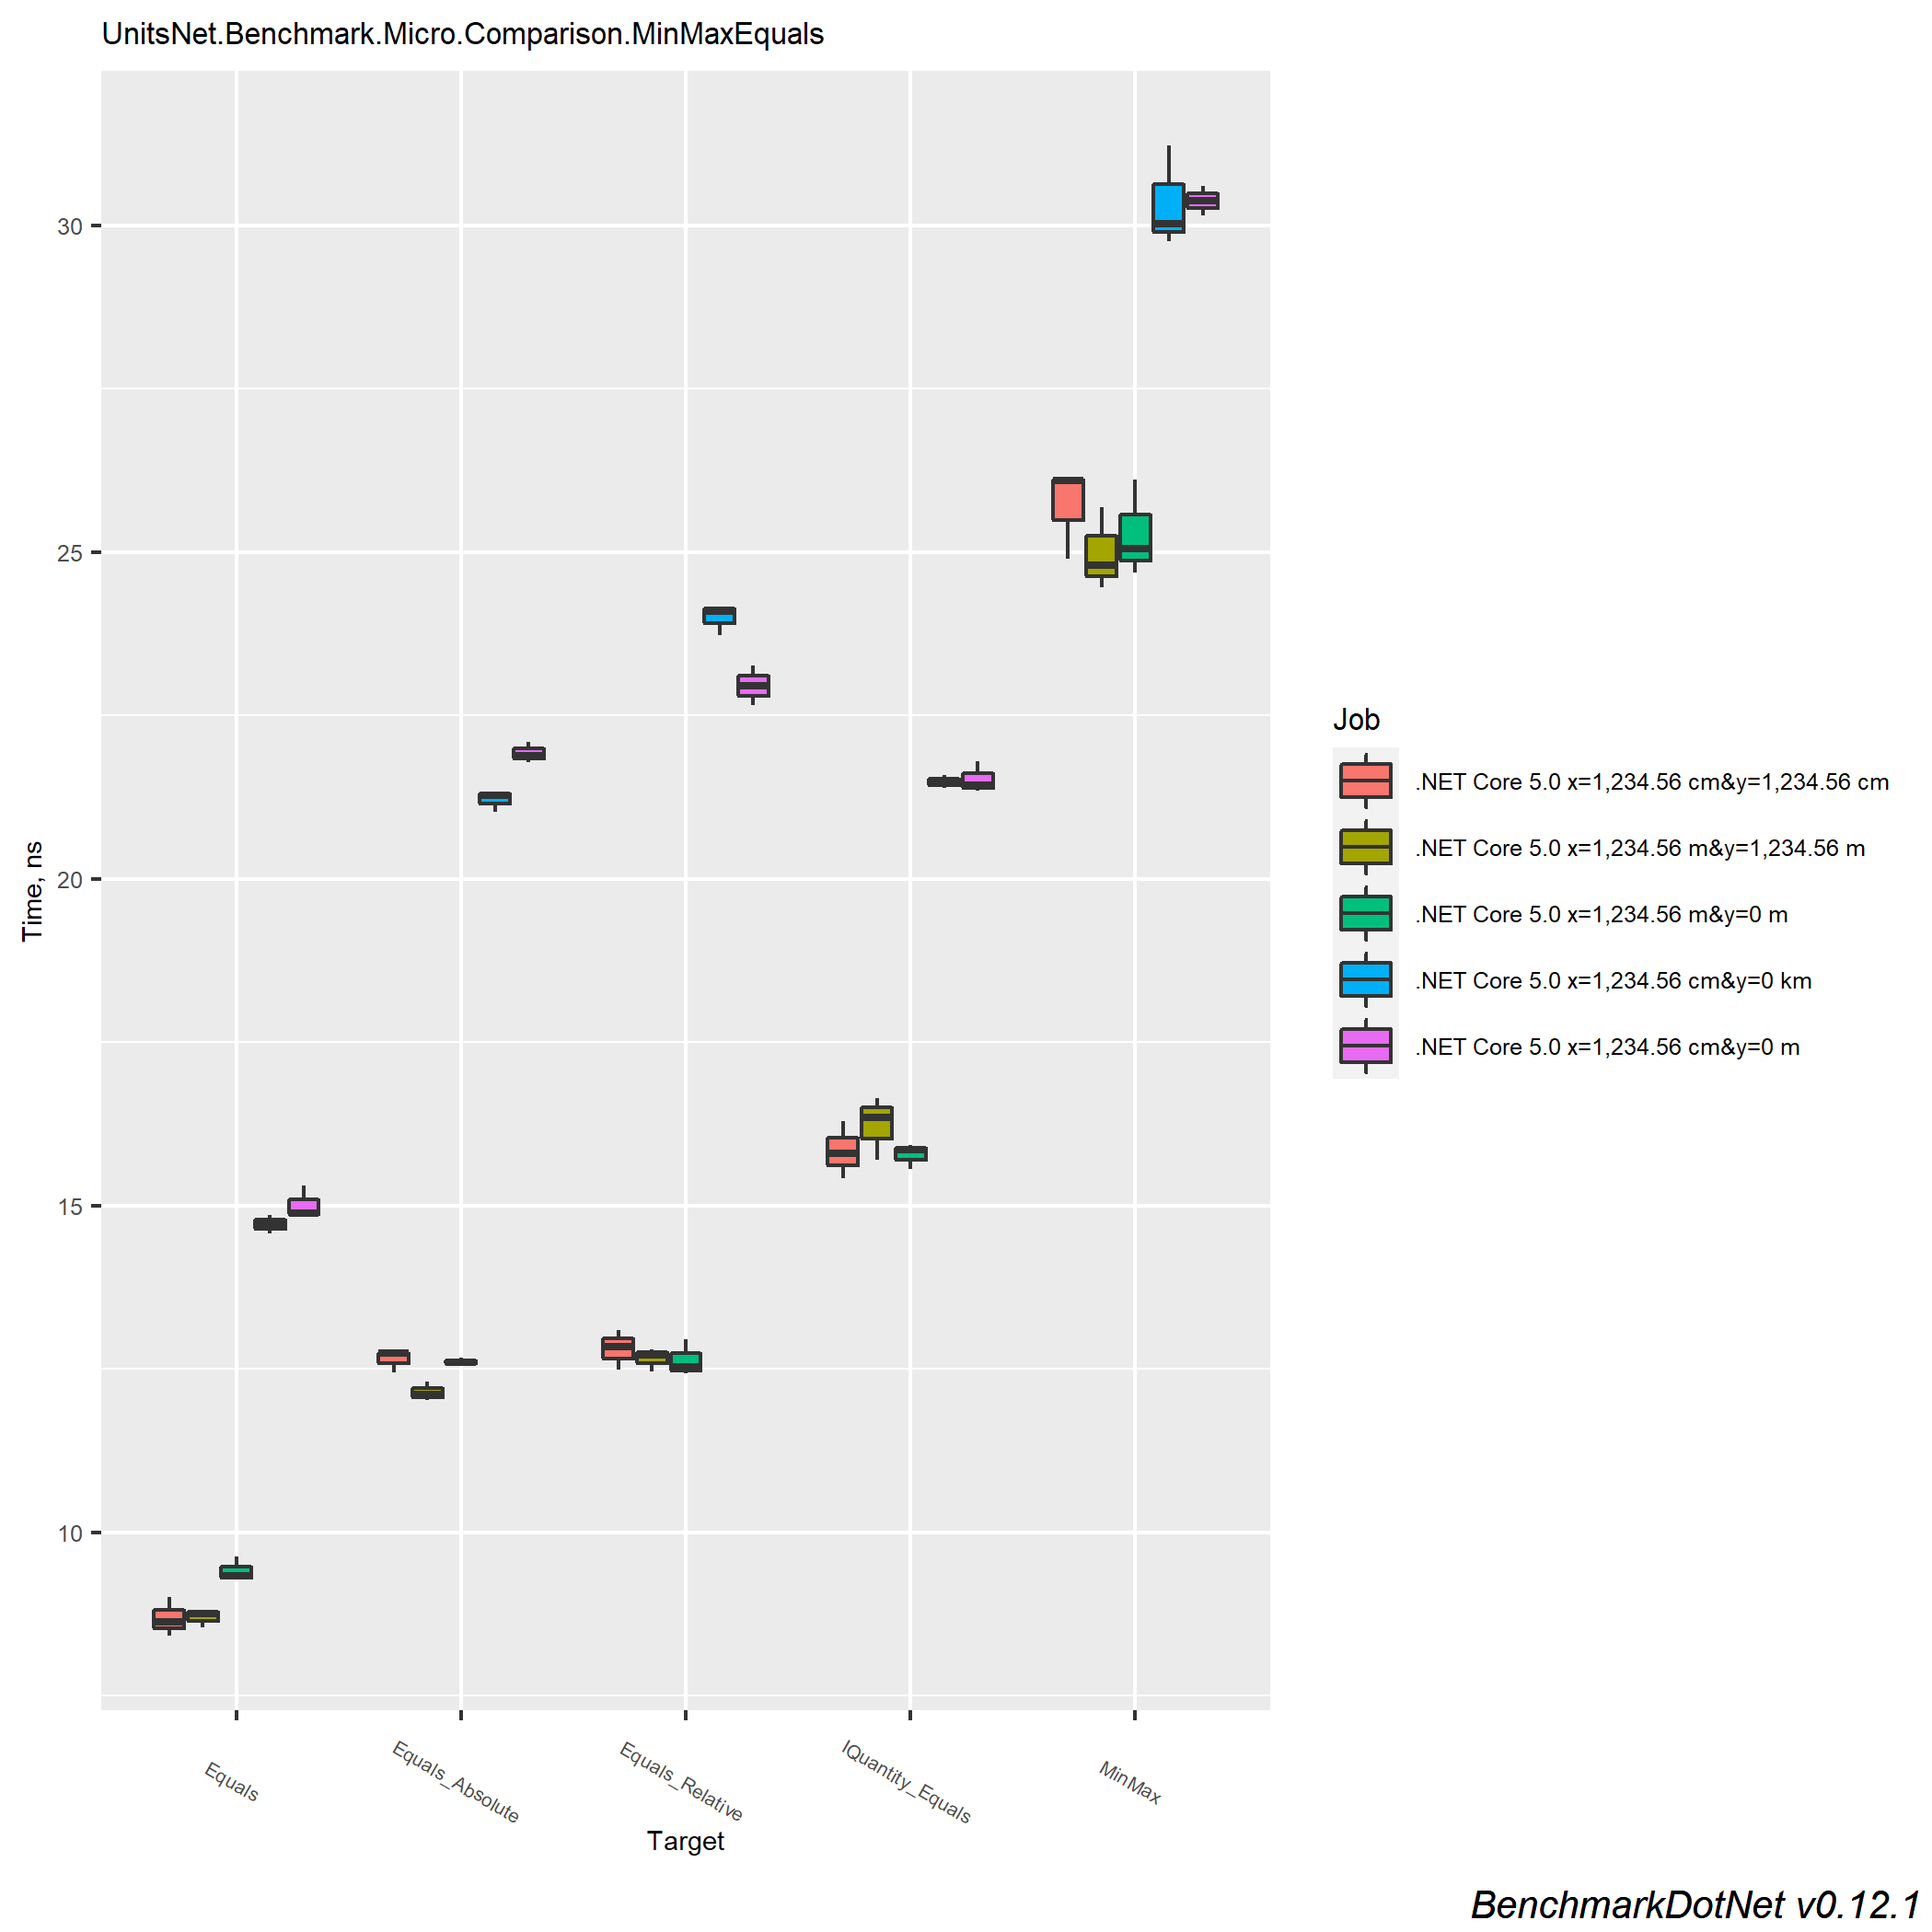 UnitsNet.Benchmark.Micro.Comparison.MinMaxEquals
30
25
20
15
10
Time, ns
Equals
Equals_Absolute
Equals_Relative
IQuantity_Equals
MinMax
Target
Job
.NET Core 5.0 x=1,234.56 cm&y=1,234.56 cm
.NET Core 5.0 x=1,234.56 m&y=1,234.56 m
.NET Core 5.0 x=1,234.56 m&y=0 m
.NET Core 5.0 x=1,234.56 cm&y=0 km
.NET Core 5.0 x=1,234.56 cm&y=0 m
BenchmarkDotNet v0.12.1